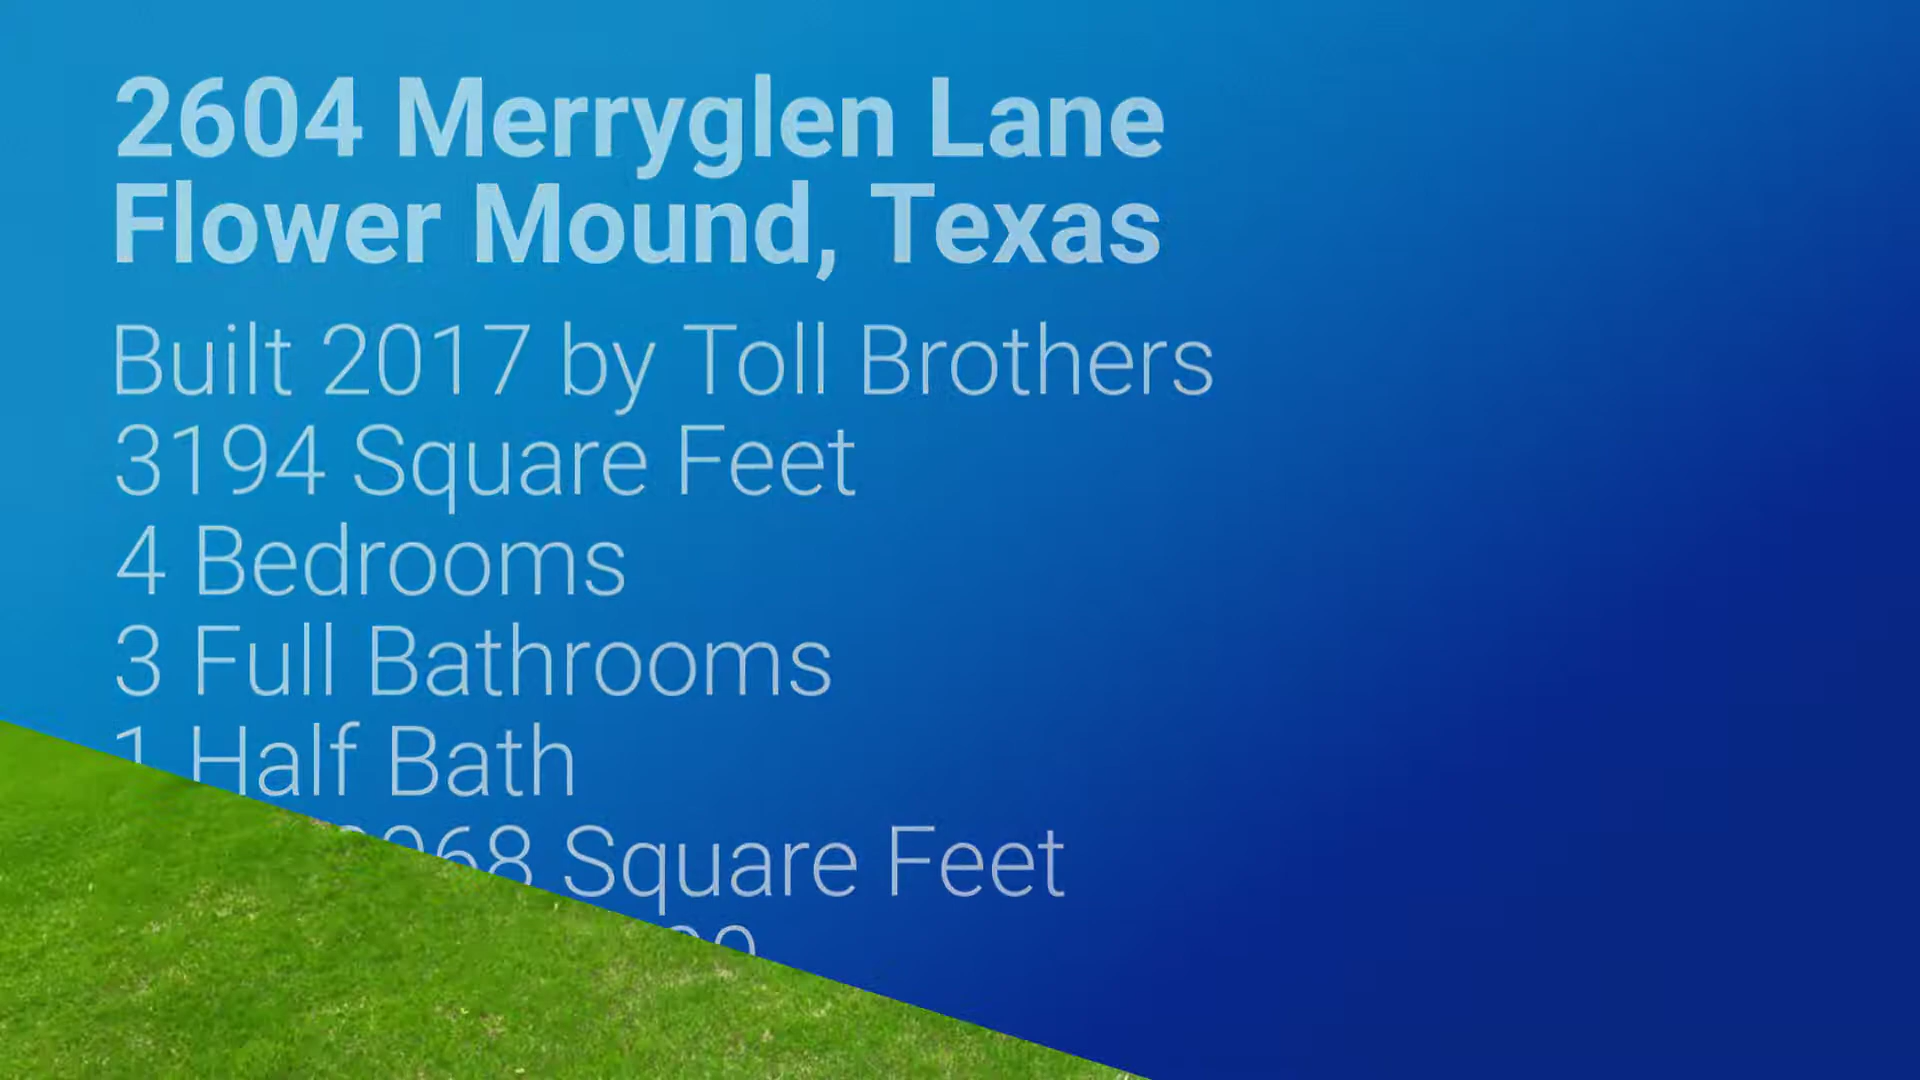 2604 Merryglen Lane
Flower Mound, Texas
Built 2017 by Toll Brothers
3194 Square Feet
4 Bedrooms
3 Full Bathrooms
1 Half Bath
Square Feet